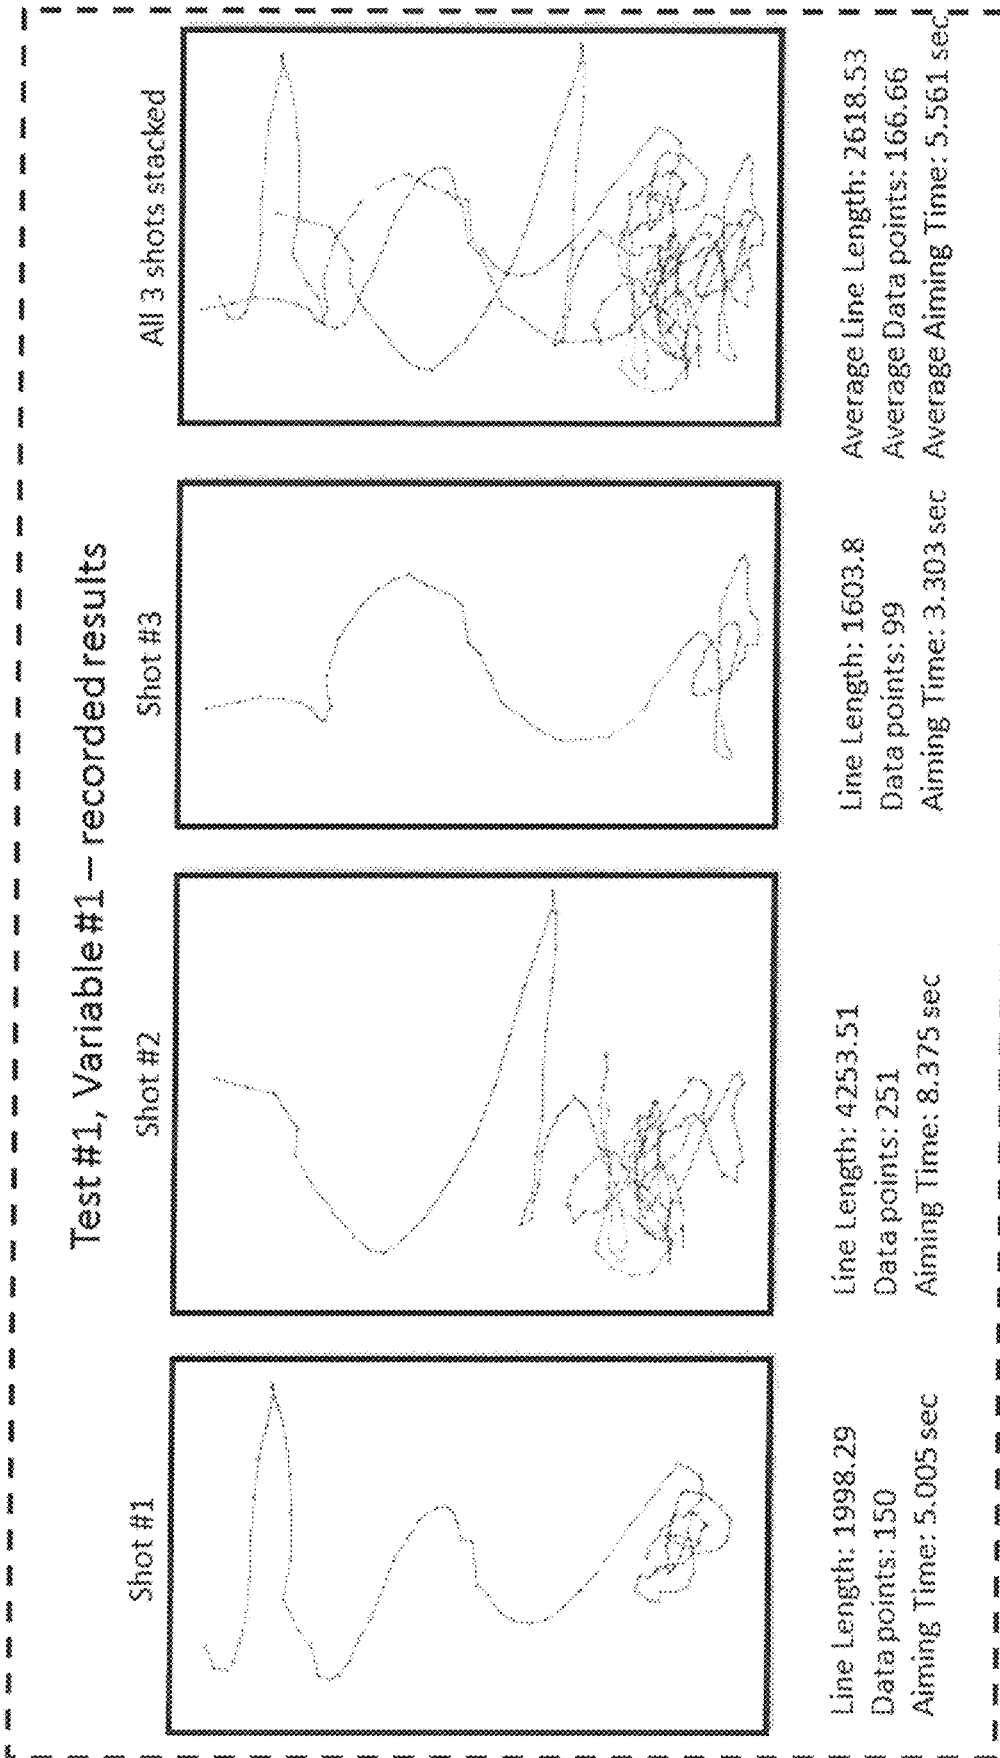 Test #1, Variable #1 – recorded results
Shot #1
Line Length: 1998.29
Data points: 150
Aiming Time: 5.005 sec
Shot #2
Line Length: 4253.51
Data points: 251
Aiming Time: 8.375 sec
Shot #3
Line Length: 1603.8
Data points: 99
Aiming Time: 3.303 sec
All 3 shots stacked
Average Line Length: 2618.53
Average Data points: 166.66
Average Aiming Time: 5.561 sec